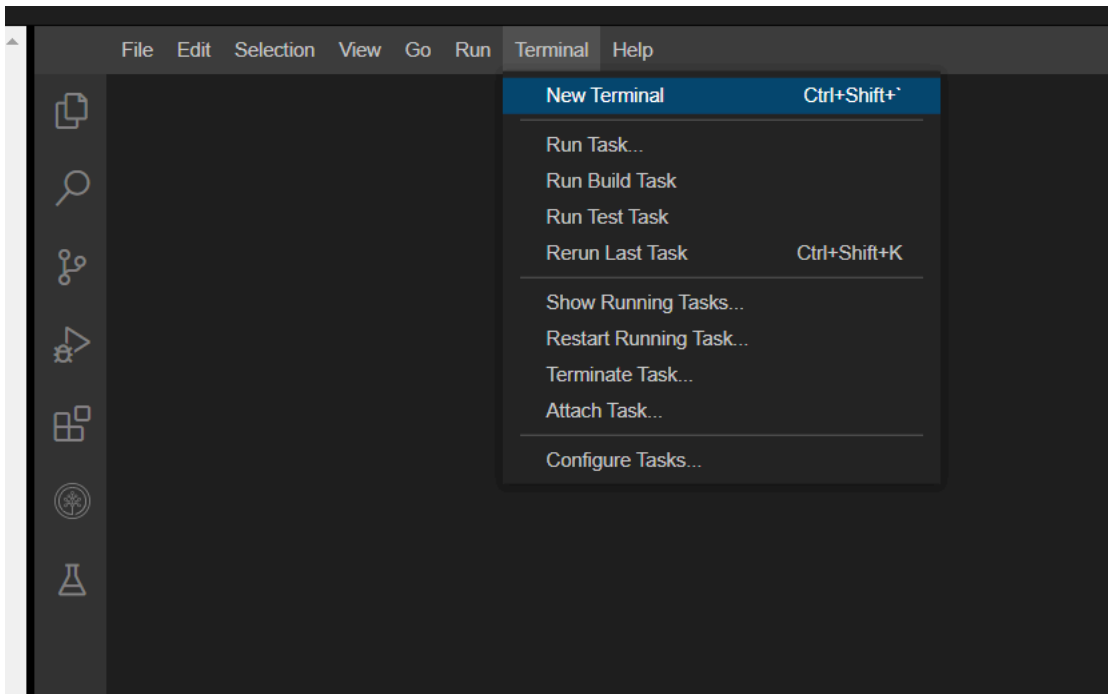 File Edit Selection View Go Run Terminal Help
New Terminal Ctrl+Shift+`
Run Task...
Run Build Task
Run Test Task
Rerun Last Task Ctrl+Shift+K
Show Running Tasks...
Restart Running Task...
Terminate Task...
Attach Task...
Configure Tasks...